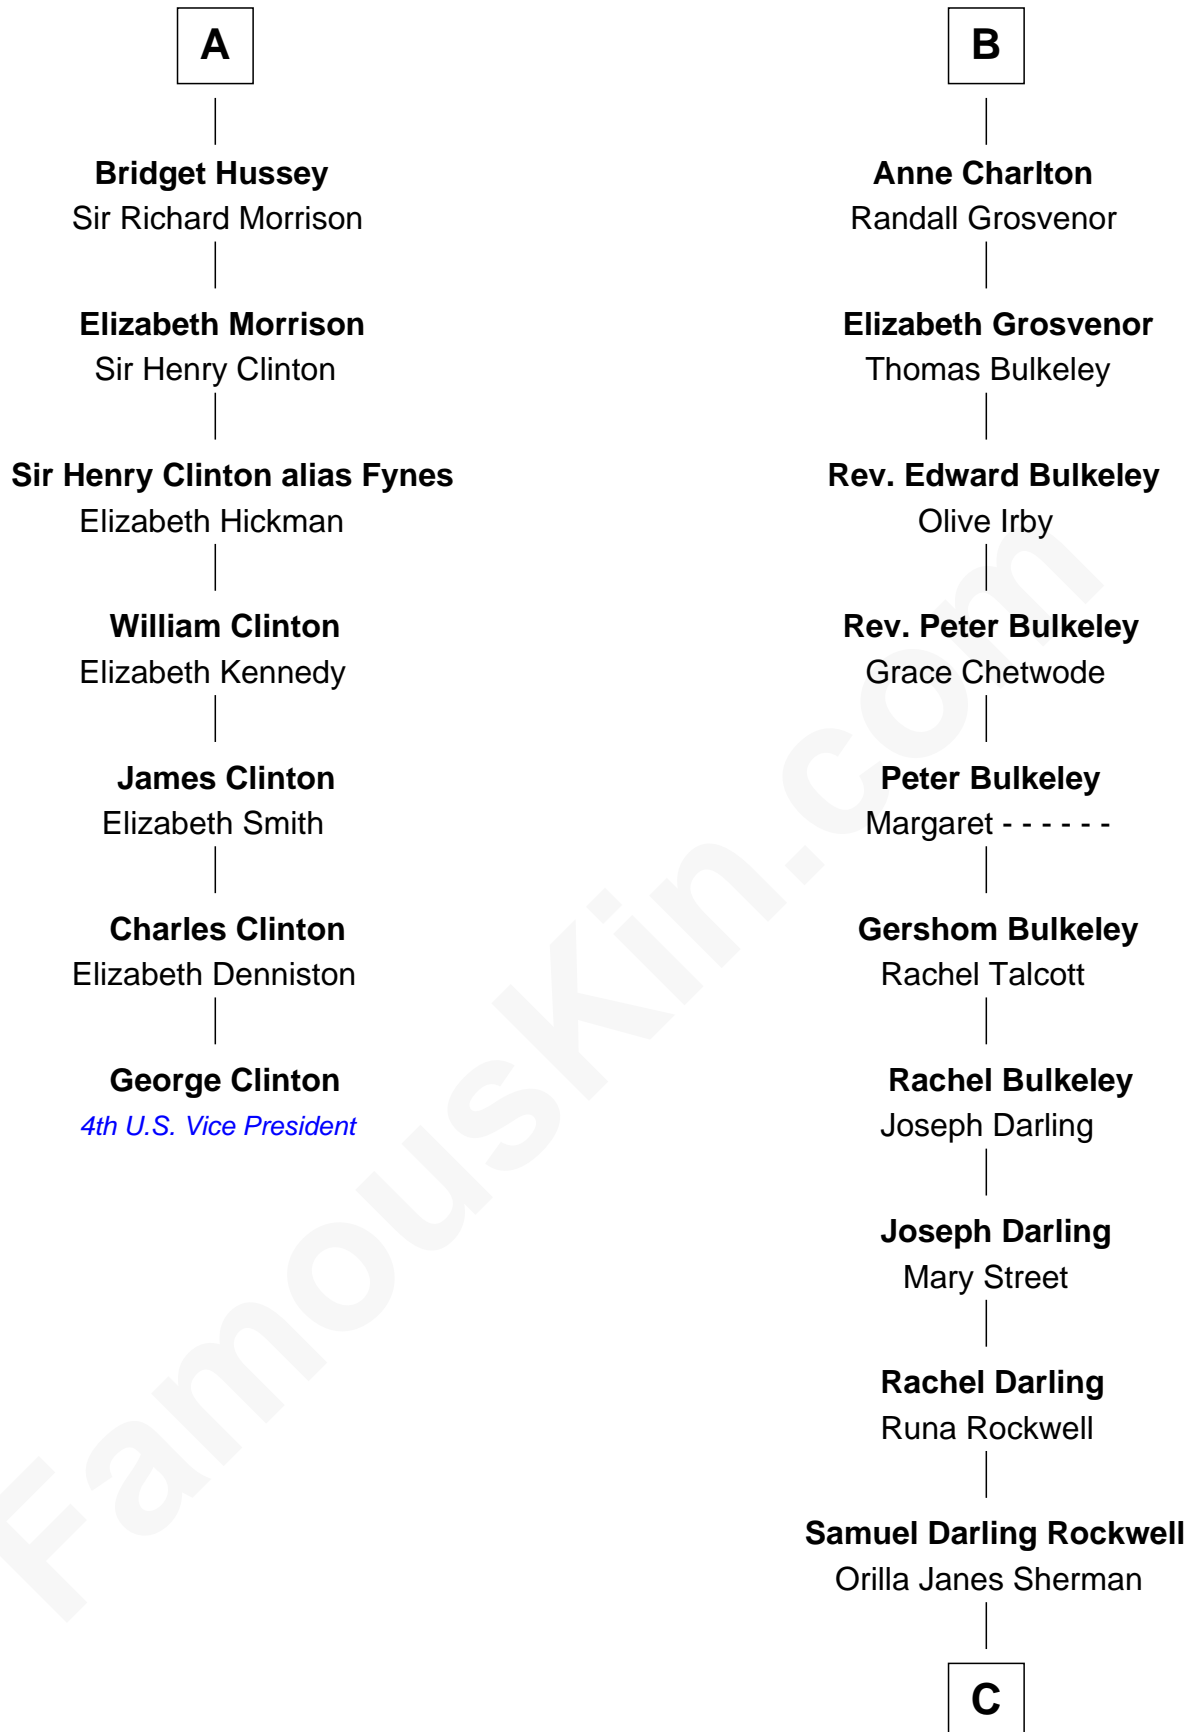 A
Bridget Hussey
Sir Richard Morrison
Elizabeth Morrison
Sir Henry Clinton
Sir Henry Clinton alias Fynes
Elizabeth Hickman
William Clinton
Elizabeth Kennedy
James Clinton
Elizabeth Smith
Charles Clinton
Elizabeth Denniston
George Clinton
4th U.S. Vice President
B
Anne Charlton
Randall Grosvenor
Elizabeth Grosvenor
Thomas Bulkeley
Rev. Edward Bulkeley
Olive Irby
Rev. Peter Bulkeley
Grace Chetwode
Peter Bulkeley
Margaret - - - - - -
Gershom Bulkeley
Rachel Talcott
Rachel Bulkeley
Joseph Darling
Joseph Darling
Mary Street
Rachel Darling
Runa Rockwell
Samuel Darling Rockwell
Orilla Janes Sherman
C
FamousKin.com